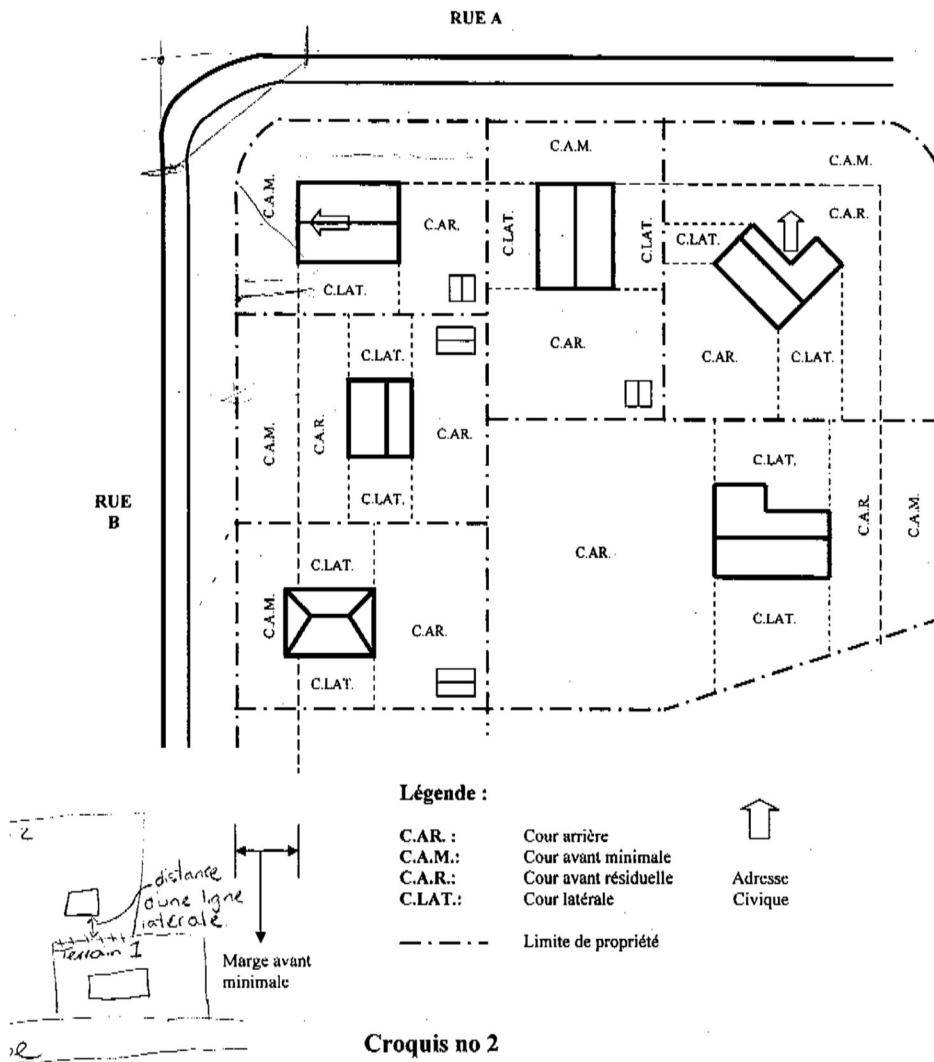 RUE A
C.A.M.
C.A.M.
C.A.M.
C.AR.
C.LAT.
C.LAT.
C.LAT.
C.A.R.
C.LAT.
C.LAT.
C.AR.
C.AR.
C.LAT.
C.A.M.
C.A.R.
C.AR.
C.LAT.
RUE
B
C.LAT.
C.AR.
C.A.R.
C.A.M.
C.LAT.
C.LAT.
C.A.M.
C.AR.
C.LAT.
Légende :
C.AR. : Cour arrière
C.A.M.: Cour avant minimale
C.A.R.: Cour avant résiduelle
C.LAT.: Cour latérale
Limite de propriété
Adresse
Civique
2
distance
d'une ligne
latérale.
Terrain 1
Marge avant
minimale
Croquis no 2